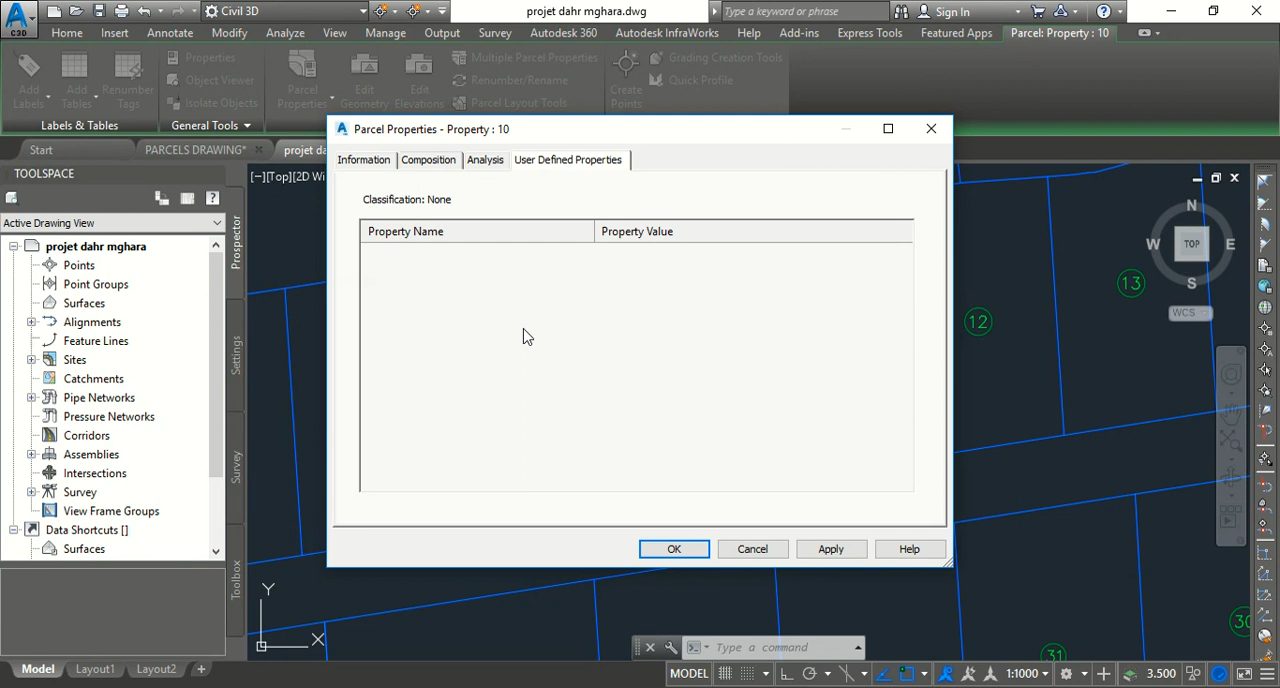 Civil 3D
projet dahr mghara.dwg
Type a keyword or phrase
Sign In
C3D
Home Insert Annotate Modify Analyze View Manage Output Survey Autodesk 360 Autodesk InfraWorks Help Add-ins Express Tools Featured Apps Parcel: Property : 10
Add Labels
Add Tables
Renumber Tags
Properties
Object Viewer
Isolate Objects
Parcel Properties
Edit Geometry
Edit Elevations
Multiple Parcel Properties
Renumber/Rename
Parcel Layout Tools
Create Points
Grading Creation Tools
Quick Profile
Labels & Tables
General Tools
Start
PARCELS DRAWING*
projet da
TOOLSPACE
Active Drawing View
projet dahr mghara
Points
Point Groups
Surfaces
Alignments
Feature Lines
Sites
Catchments
Pipe Networks
Pressure Networks
Corridors
Assemblies
Intersections
Survey
View Frame Groups
Data Shortcuts []
Surfaces
Prospector
Settings
Survey
Toolbox
[−][Top][2D Wi
Parcel Properties - Property : 10
Information Composition Analysis User Defined Properties
Classification: None
Property Name Property Value
OK Cancel Apply Help
12
13
31
N
W TOP E
S
WCS
Y
X
Type a command
Model Layout1 Layout2 +
MODEL
1:1000
3.500